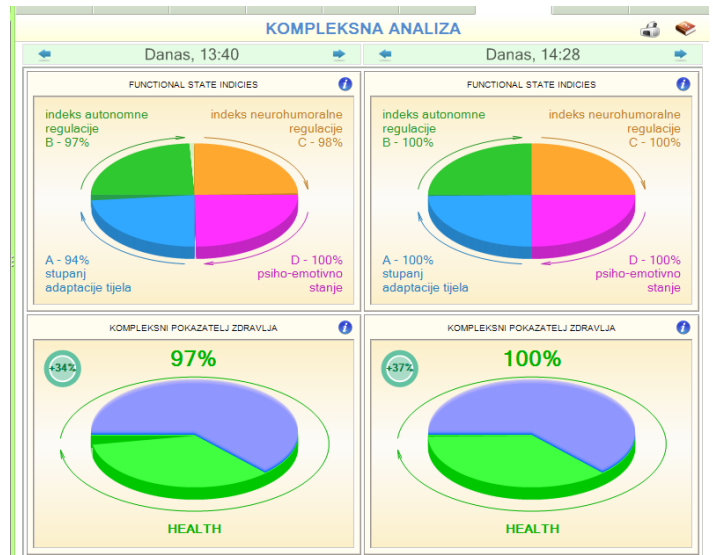 KOMPLEKSNA ANALIZA
Danas, 13:40
Danas, 14:28
FUNCTIONAL STATE INDICIES
indeks autonomne
regulacije
B - 97%
indeks neurohumoralne
regulacije
C - 98%
A - 94%
stupanj
adaptacije tijela
D - 100%
psiho-emotivno
stanje
FUNCTIONAL STATE INDICIES
indeks autonomne
regulacije
B - 100%
indeks neurohumoralne
regulacije
C - 100%
A - 100%
stupanj
adaptacije tijela
D - 100%
psiho-emotivno
stanje
KOMPLEKSNI POKAZATELJ ZDRAVLJA
+34%
97%
HEALTH
KOMPLEKSNI POKAZATELJ ZDRAVLJA
+37%
100%
HEALTH